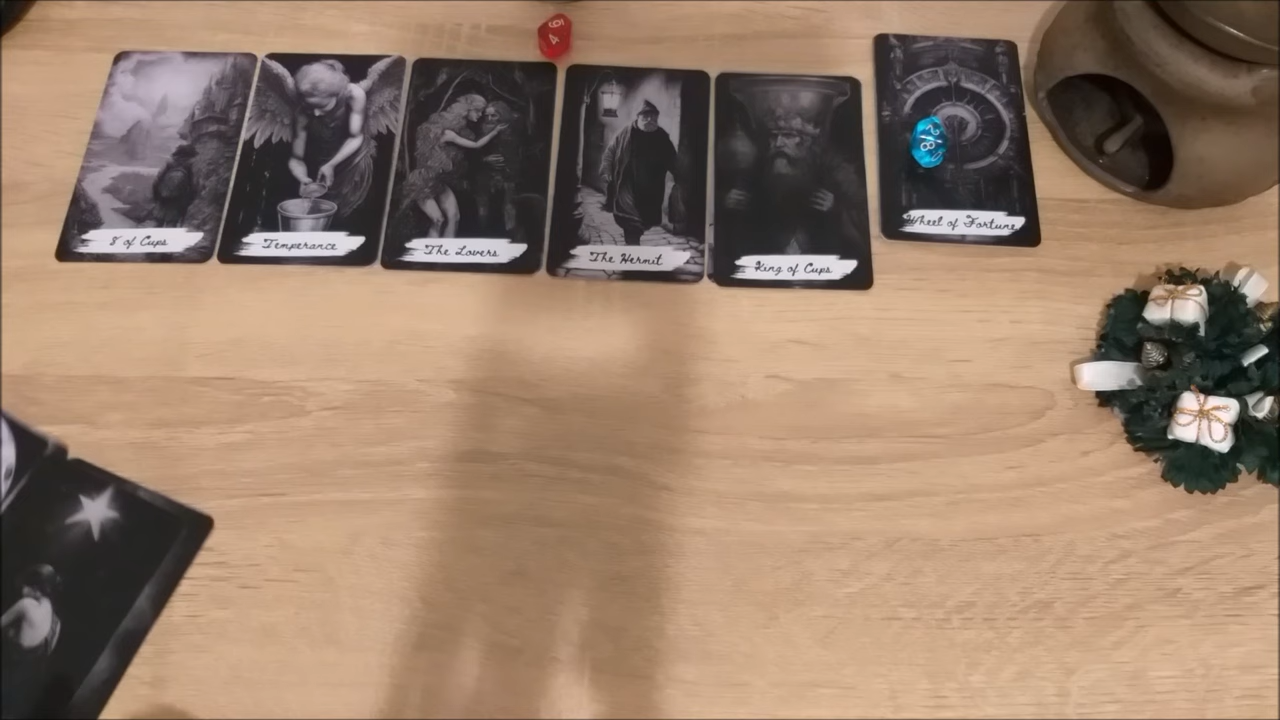 8 of Cups
Temperance
The Lovers
The Hermit
King of Cups
Wheel of Fortune